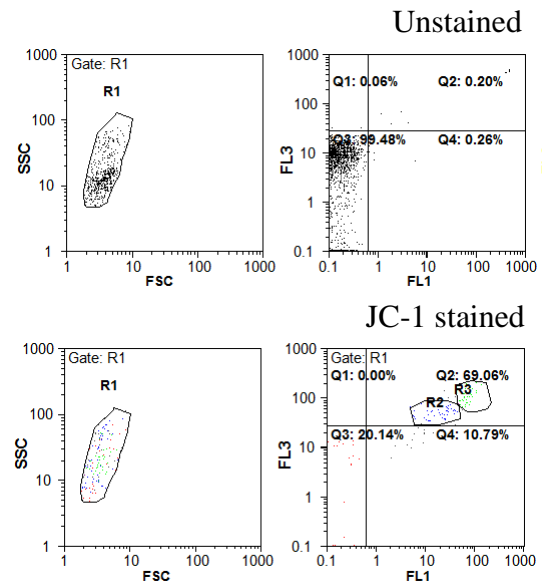 Unstained
Gate: R1
R1
1000
100
10
1
SSC
1
10
100
1000
FSC
Q1: 0.06%
Q2: 0.20%
Q3: 99.48%
Q4: 0.26%
1000
100
10
1
0.1
FL3
0.1
1
10
100
1000
FL1
JC-1 stained
Gate: R1
R1
1000
100
10
1
SSC
1
10
100
1000
FSC
Gate: R1
Q1: 0.00%
Q2: 69.06%
R3
R2
Q3: 20.14%
Q4: 10.79%
1000
100
10
1
0.1
FL3
0.1
1
10
100
1000
FL1